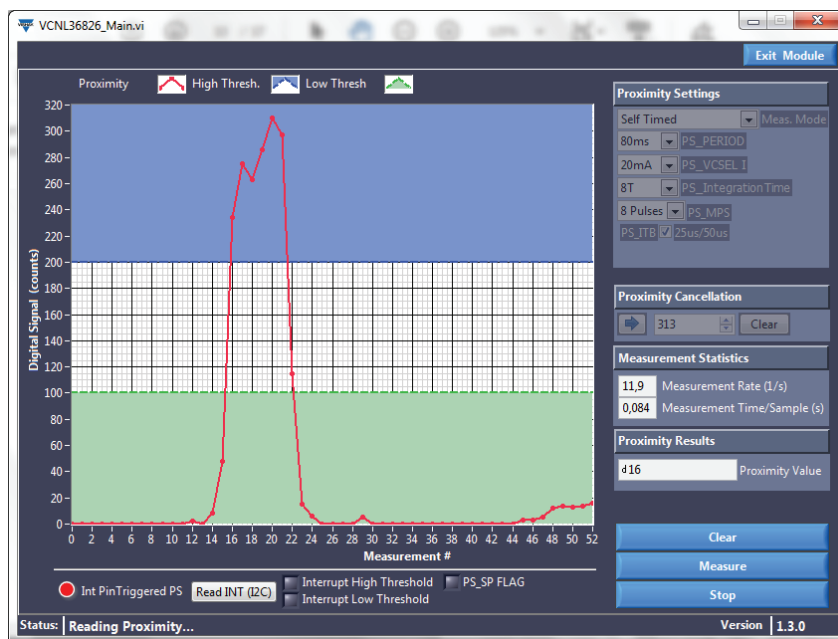 VCNL36826_Main.vi
Exit Module
Proximity High Thresh. Low Thresh
Digital Signal (counts)
320
300
280
260
240
220
200
180
160
140
120
100
80
60
40
20
0
0 2 4 6 8 10 12 14 16 18 20 22 24 26 28 30 32 34 36 38 40 42 44 46 48 50 52
Measurement #
Int PinTriggered PS
Read INT (I2C)
Interrupt High Threshold
PS_SP FLAG
Interrupt Low Threshold
Proximity Settings
Self Timed Meas. Mode
80ms PS_PERIOD
20mA PS_VCSEL I
8T PS_IntegrationTime
8 Pulses PS_MPS
PS_ITB 25us/50us
Proximity Cancellation
313 Clear
Measurement Statistics
11,9 Measurement Rate (1/s)
0,084 Measurement Time/Sample (s)
Proximity Results
d16 Proximity Value
Clear
Measure
Stop
Status: Reading Proximity... Version 1.3.0